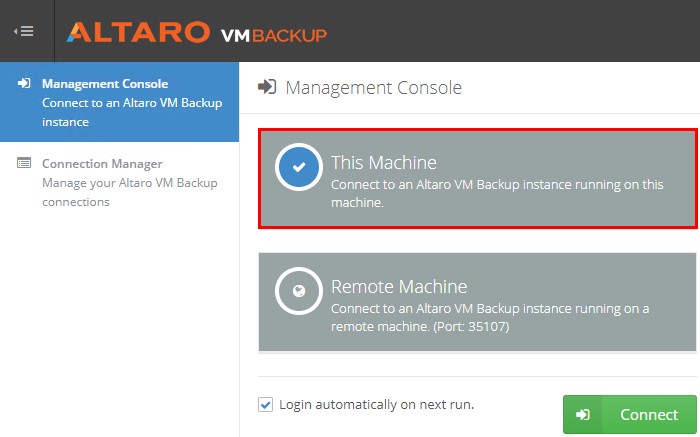 ALTARO VMBACKUP
Management Console
Connect to an Altaro VM Backup
instance
Connection Manager
Manage your Altaro VM Backup
connections
Management Console
This Machine
Connect to an Altaro VM Backup instance running on this
machine.
Remote Machine
Connect to an Altaro VM Backup instance running on a
remote machine. (Port: 35107)
Login automatically on next run.
Connect